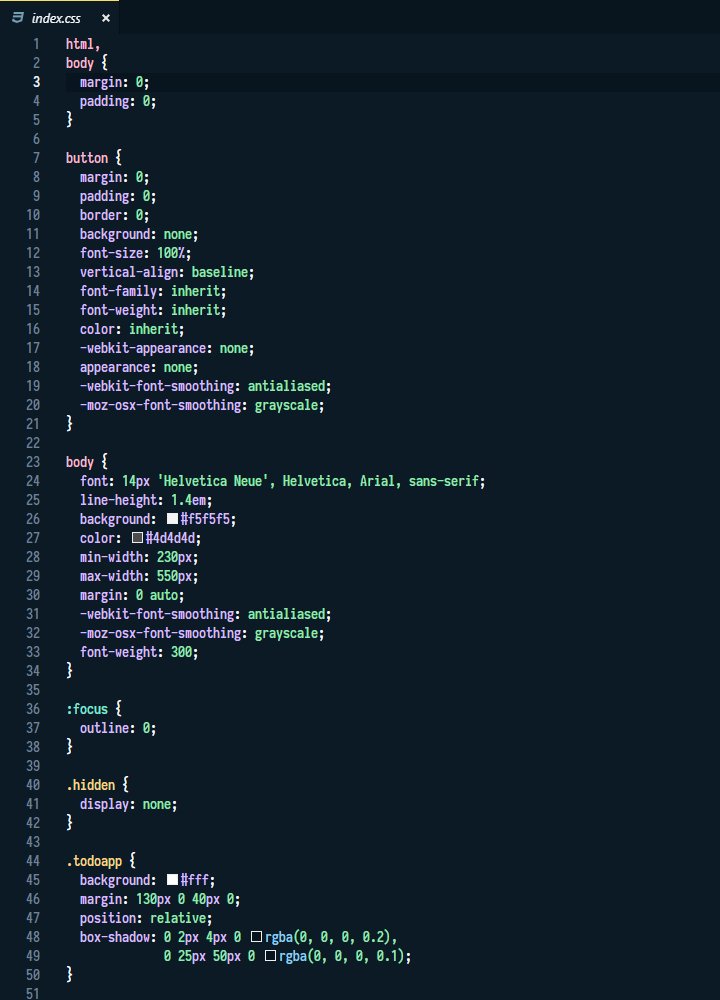 index.css ×
1 html,
2 body {
3 margin: 0;
4 padding: 0;
5 }
6
7 button {
8 margin: 0;
9 padding: 0;
10 border: 0;
11 background: none;
12 font-size: 100%;
13 vertical-align: baseline;
14 font-family: inherit;
15 font-weight: inherit;
16 color: inherit;
17 -webkit-appearance: none;
18 appearance: none;
19 -webkit-font-smoothing: antialiased;
20 -moz-osx-font-smoothing: grayscale;
21 }
22
23 body {
24 font: 14px 'Helvetica Neue', Helvetica, Arial, sans-serif;
25 line-height: 1.4em;
26 background: #f5f5f5;
27 color: #4d4d4d;
28 min-width: 230px;
29 max-width: 550px;
30 margin: 0 auto;
31 -webkit-font-smoothing: antialiased;
32 -moz-osx-font-smoothing: grayscale;
33 font-weight: 300;
34 }
35
36 :focus {
37 outline: 0;
38 }
39
40 .hidden {
41 display: none;
42 }
43
44 .todoapp {
45 background: #fff;
46 margin: 130px 0 40px 0;
47 position: relative;
48 box-shadow: 0 2px 4px 0 rgba(0, 0, 0, 0.2),
49 0 25px 50px 0 rgba(0, 0, 0, 0.1);
50 }
51